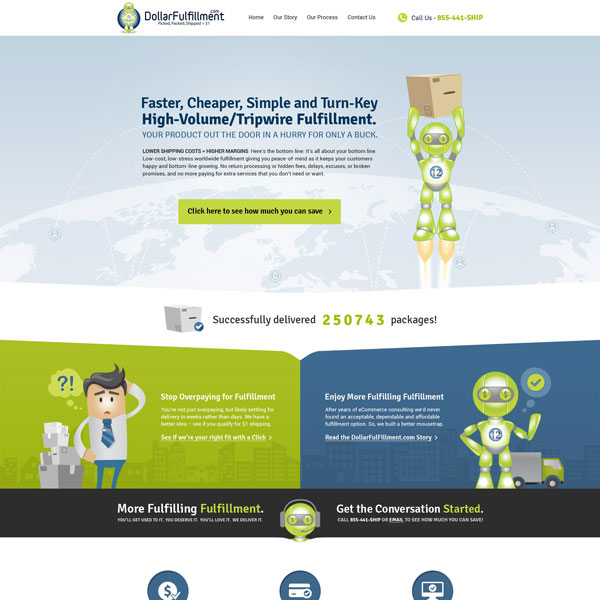 DollarFulfillment
.com
Picked, Packed, Shipped = $1
Home Our Story Our Process Contact Us
Call Us - 855-441-SHIP
Faster, Cheaper, Simple and Turn-Key
High-Volume/Tripwire Fulfillment.
YOUR PRODUCT OUT THE DOOR IN A HURRY FOR ONLY A BUCK.
LOWER SHIPPING COSTS = HIGHER MARGINS Here's the bottom line: It's all about your bottom line.
Low-cost, low-stress worldwide fulfillment giving you peace-of-mind as it keeps your customers
happy and bottom-line growing. No return processing or hidden fees, delays, excuses, or broken
promises, and no more paying for extra services that you don't need or want.
Click here to see how much you can save >
12
Successfully delivered 250743 packages!
?!
Stop Overpaying for Fulfillment
You're not just overpaying, but likely settling for
delivery in weeks rather than days. We have a
better idea – see if you qualify for $1 shipping.
See if we're your right fit with a Click >
Enjoy More Fulfilling Fulfillment
After years of eCommerce consulting we'd never
found an acceptable, dependable and affordable
fulfillment option. So, we built a better mousetrap.
Read the DollarFulFillment.com Story >
$ $
12
More Fulfilling Fulfillment.
YOU'LL GET USED TO IT. YOU DESERVE IT. YOU'LL LOVE IT. WE DELIVER IT.
Get the Conversation Started.
CALL 855-441-SHIP OR EMAIL TO SEE HOW MUCH YOU CAN SAVE!
$